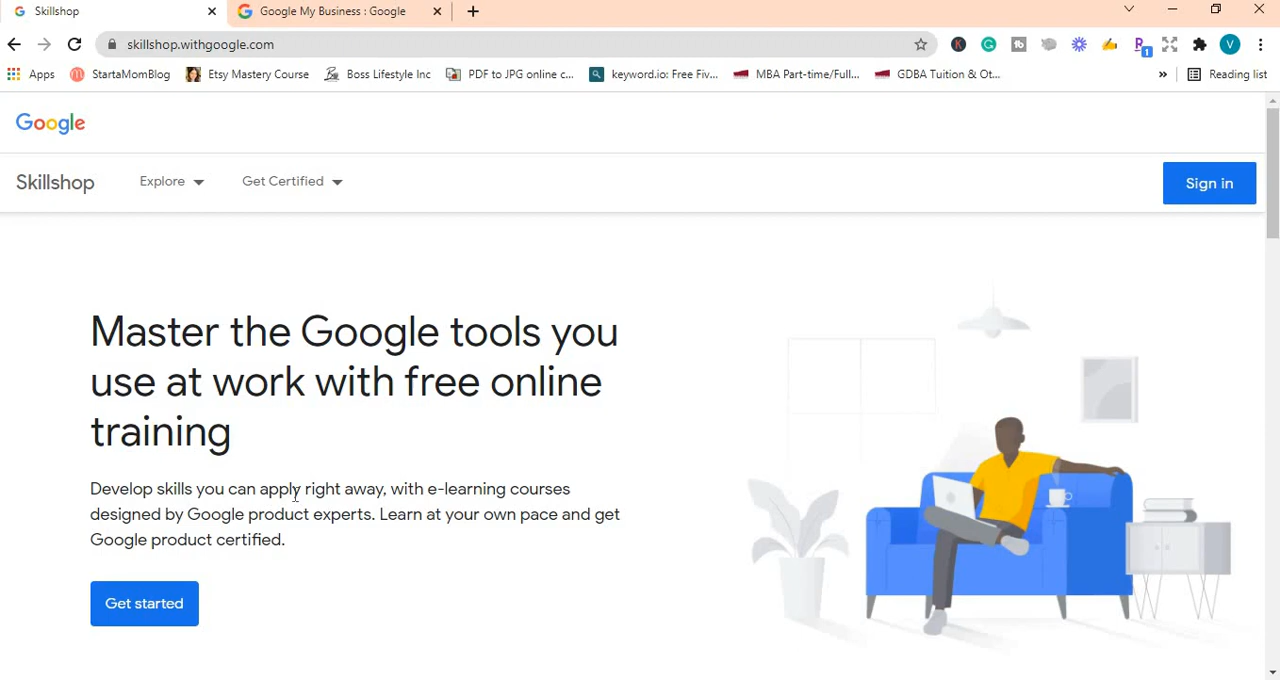 Skillshop
Google My Business : Google
skillshop.withgoogle.com
1
V
Apps
StartaMomBlog
Etsy Mastery Course
Boss Lifestyle Inc
PDF to JPG online c...
keyword.io: Free Fiv...
MBA Part-time/Full...
GDBA Tuition & Ot...
»
Reading list
Google
Skillshop
Explore
Get Certified
Sign in
Master the Google tools you
use at work with free online
training
Develop skills you can apply right away, with e-learning courses
designed by Google product experts. Learn at your own pace and get
Google product certified.
Get started